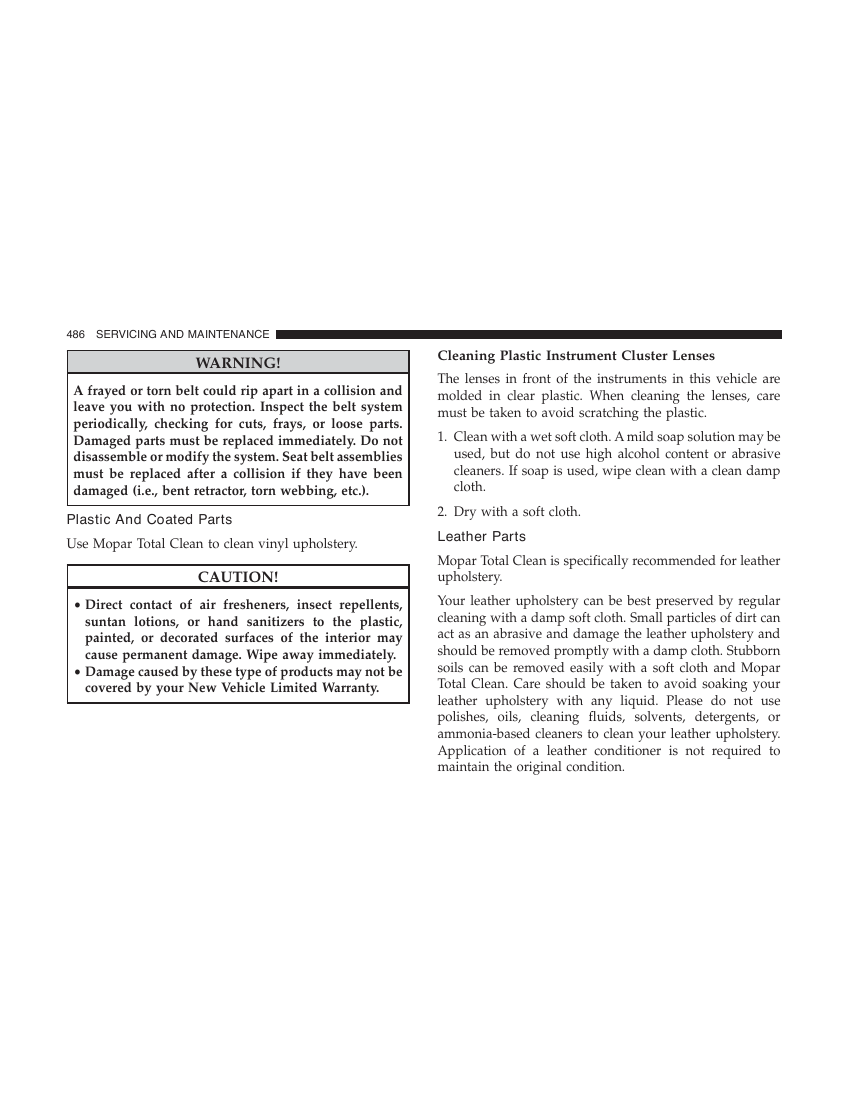 486 SERVICING AND MAINTENANCE
WARNING!
A frayed or torn belt could rip apart in a collision and
leave you with no protection. Inspect the belt system
periodically, checking for cuts, frays, or loose parts.
Damaged parts must be replaced immediately. Do not
disassemble or modify the system. Seat belt assemblies
must be replaced after a collision if they have been
damaged (i.e., bent retractor, torn webbing, etc.).
Plastic And Coated Parts
Use Mopar Total Clean to clean vinyl upholstery.
CAUTION!
• Direct contact of air fresheners, insect repellents,
suntan lotions, or hand sanitizers to the plastic,
painted, or decorated surfaces of the interior may
cause permanent damage. Wipe away immediately.
• Damage caused by these type of products may not be
covered by your New Vehicle Limited Warranty.
Cleaning Plastic Instrument Cluster Lenses
The lenses in front of the instruments in this vehicle are
molded in clear plastic. When cleaning the lenses, care
must be taken to avoid scratching the plastic.
1. Clean with a wet soft cloth. A mild soap solution may be
used, but do not use high alcohol content or abrasive
cleaners. If soap is used, wipe clean with a clean damp
cloth.
2. Dry with a soft cloth.
Leather Parts
Mopar Total Clean is specifically recommended for leather
upholstery.
Your leather upholstery can be best preserved by regular
cleaning with a damp soft cloth. Small particles of dirt can
act as an abrasive and damage the leather upholstery and
should be removed promptly with a damp cloth. Stubborn
soils can be removed easily with a soft cloth and Mopar
Total Clean. Care should be taken to avoid soaking your
leather upholstery with any liquid. Please do not use
polishes, oils, cleaning fluids, solvents, detergents, or
ammonia-based cleaners to clean your leather upholstery.
Application of a leather conditioner is not required to
maintain the original condition.